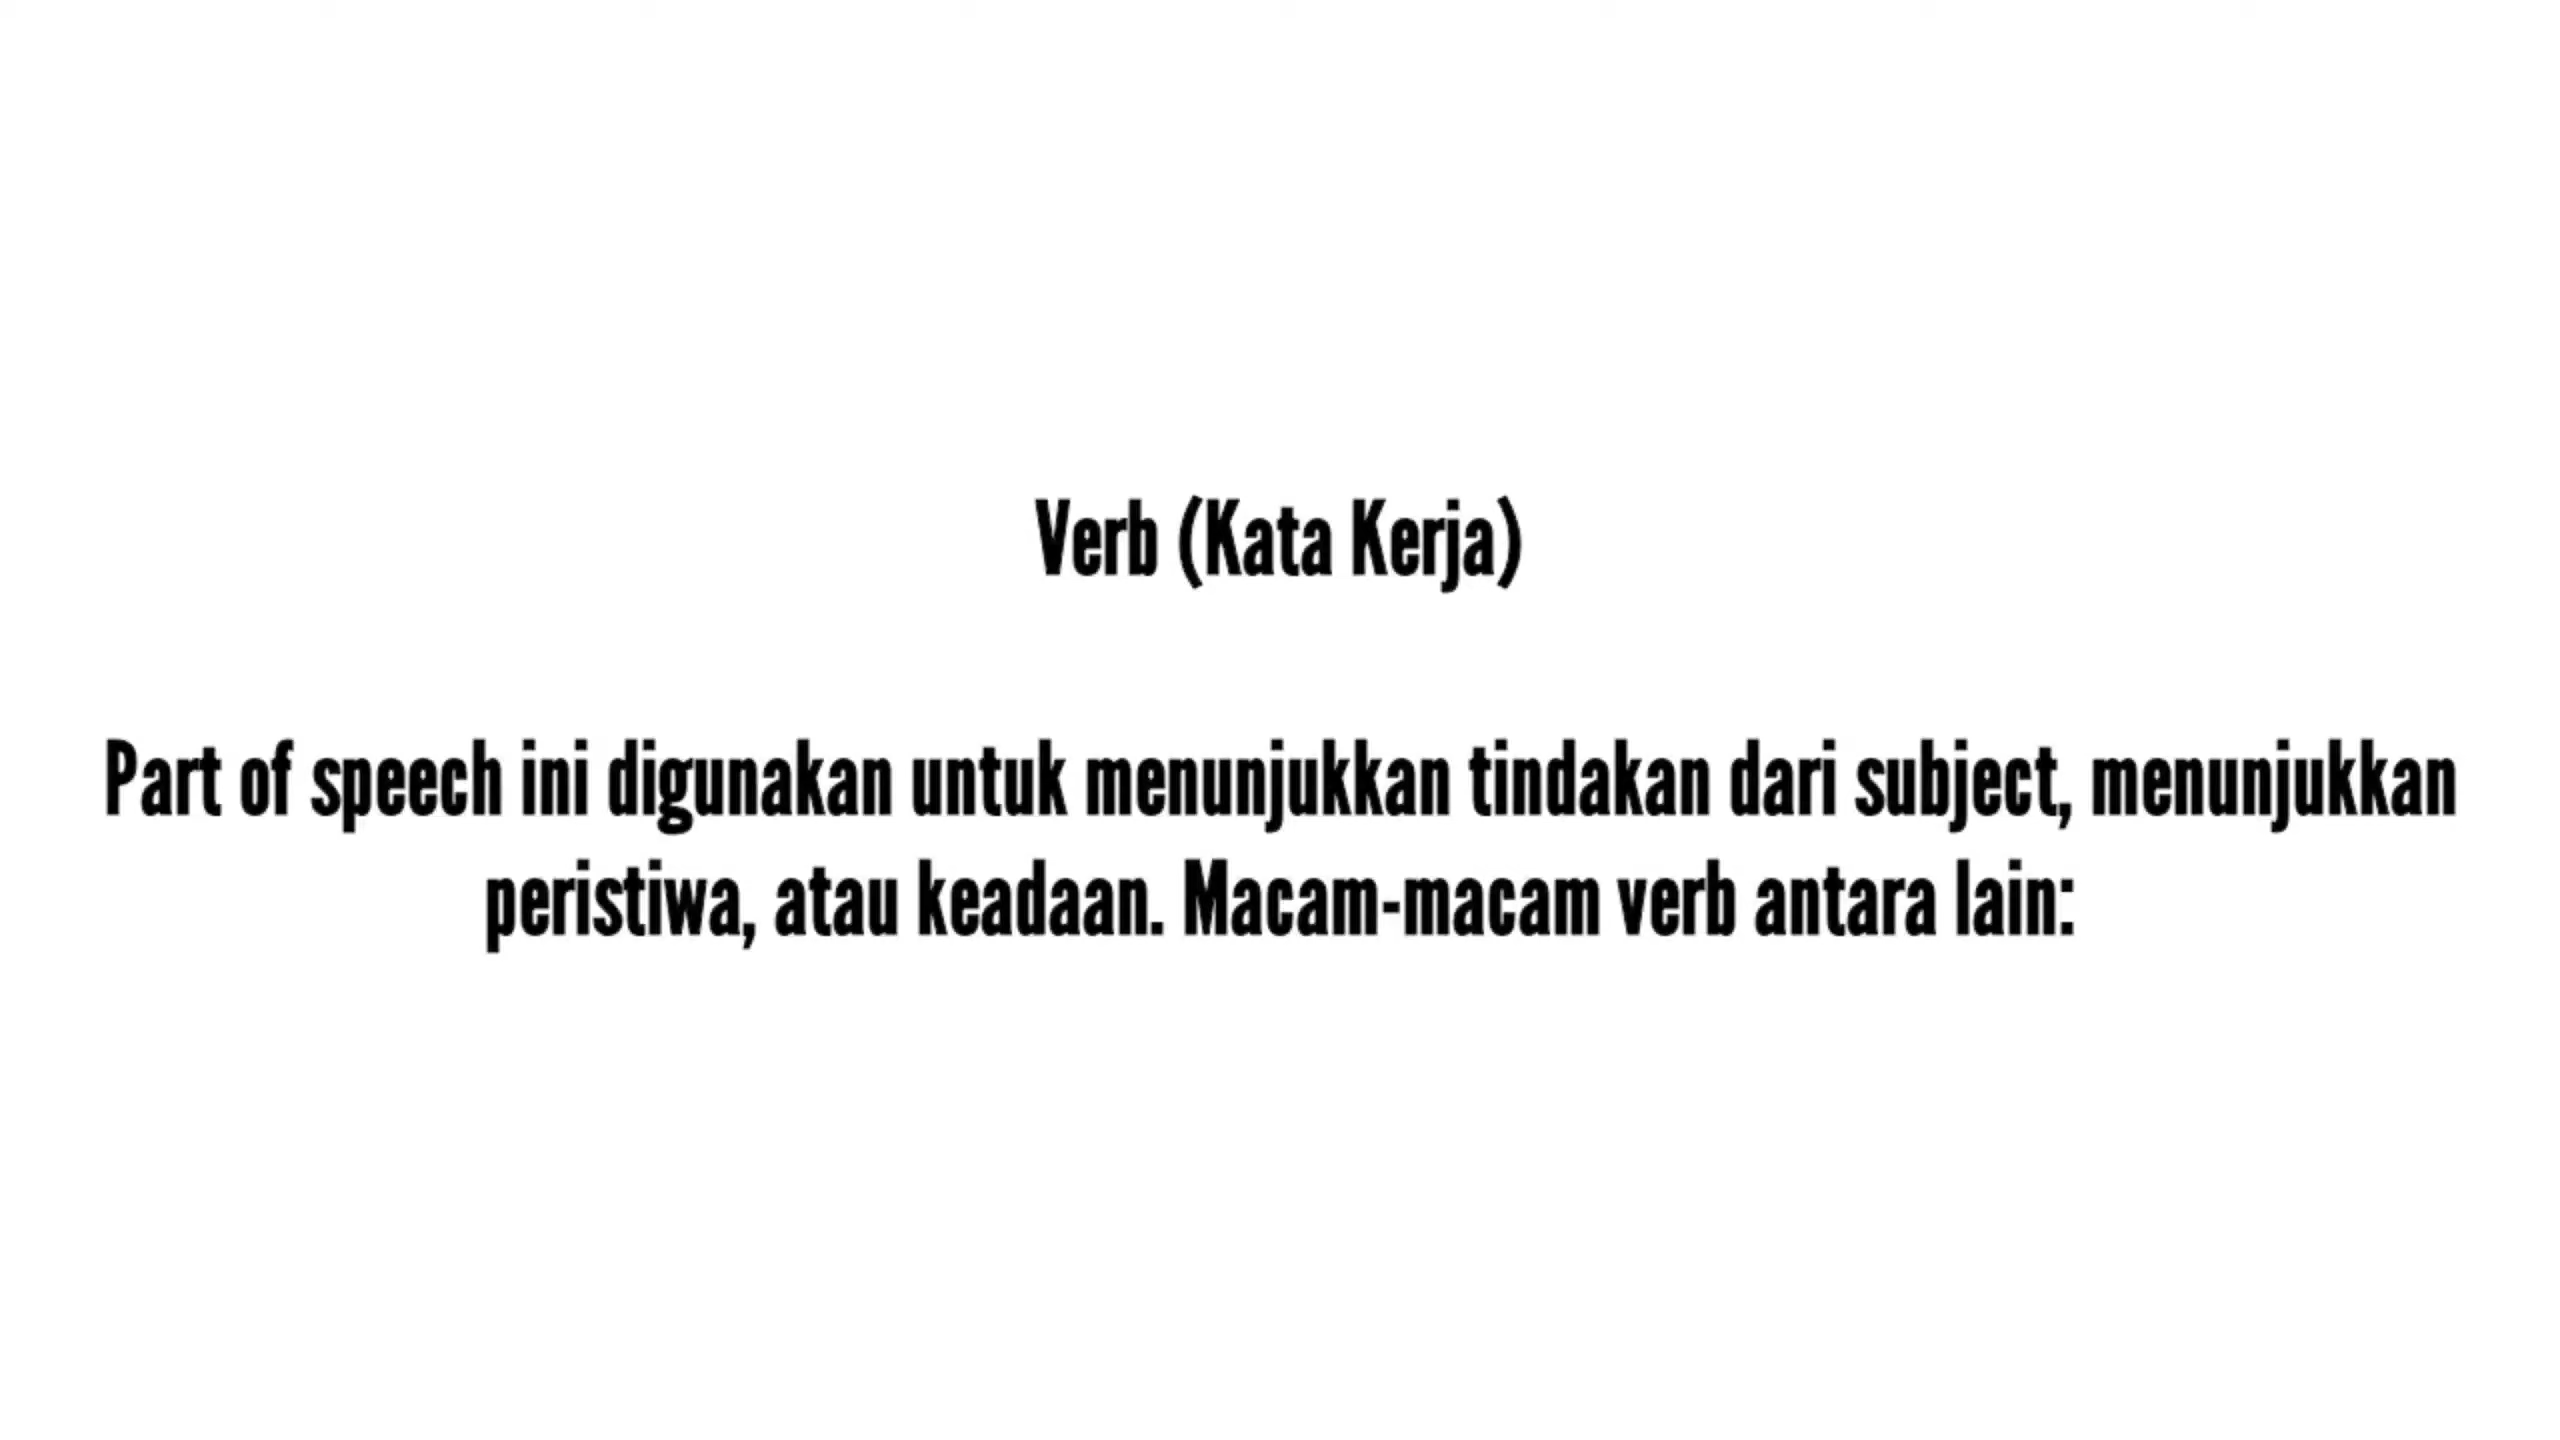 Verb (Kata Kerja)
Part of speech ini digunakan untuk menunjukkan tindakan dari subject, menunjukkan
peristiwa, atau keadaan. Macam-macam verb antara lain: